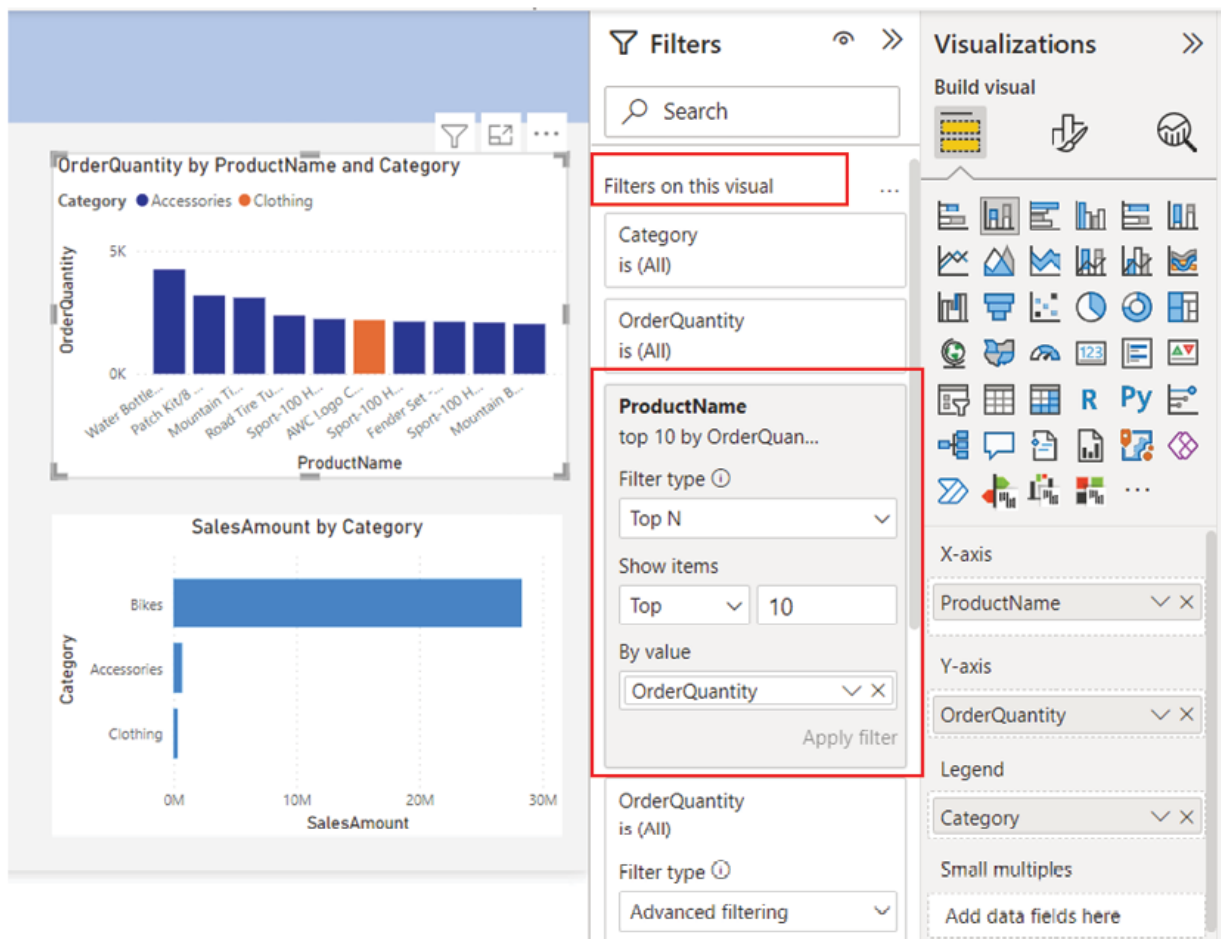 OrderQuantity by ProductName and Category
Category Accessories Clothing
OrderQuantity
5K
0K
Water Bottle...
Patch Kit/8 ...
Mountain Ti...
Road Tire Tu...
Sport-100 H...
AWC Logo C...
Sport-100 H...
Fender Set -...
Sport-100 H...
Mountain B...
ProductName
SalesAmount by Category
Category
Bikes
Accessories
Clothing
0M 10M 20M 30M
SalesAmount
Filters
Search
Filters on this visual
...
Category
is (All)
OrderQuantity
is (All)
ProductName
top 10 by OrderQuan...
Filter type
Top N
Show items
Top 10
By value
OrderQuantity
Apply filter
OrderQuantity
is (All)
Filter type
Advanced filtering
Visualizations
Build visual
123
R Py
...
X-axis
ProductName
Y-axis
OrderQuantity
Legend
Category
Small multiples
Add data fields here